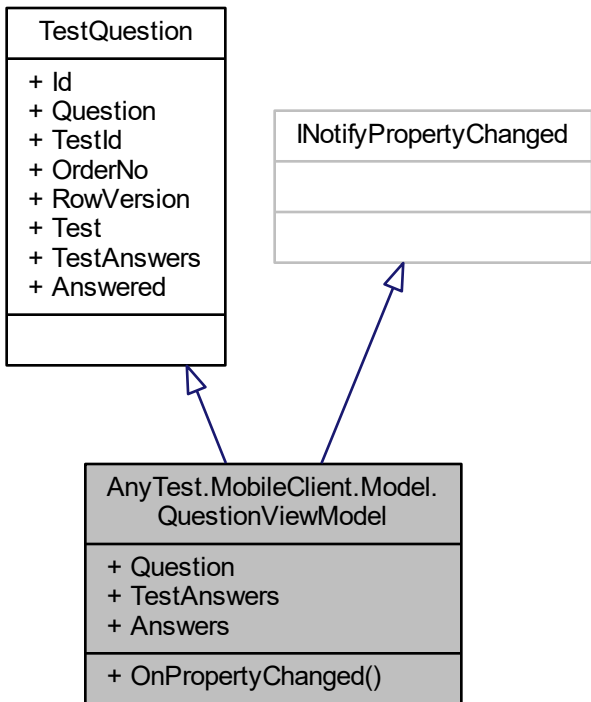 TestQuestion
+ Id
+ Question
+ TestId
+ OrderNo
+ RowVersion
+ Test
+ TestAnswers
+ Answered
INotifyPropertyChanged
AnyTest.MobileClient.Model.
QuestionViewModel
+ Question
+ TestAnswers
+ Answers
+ OnPropertyChanged()